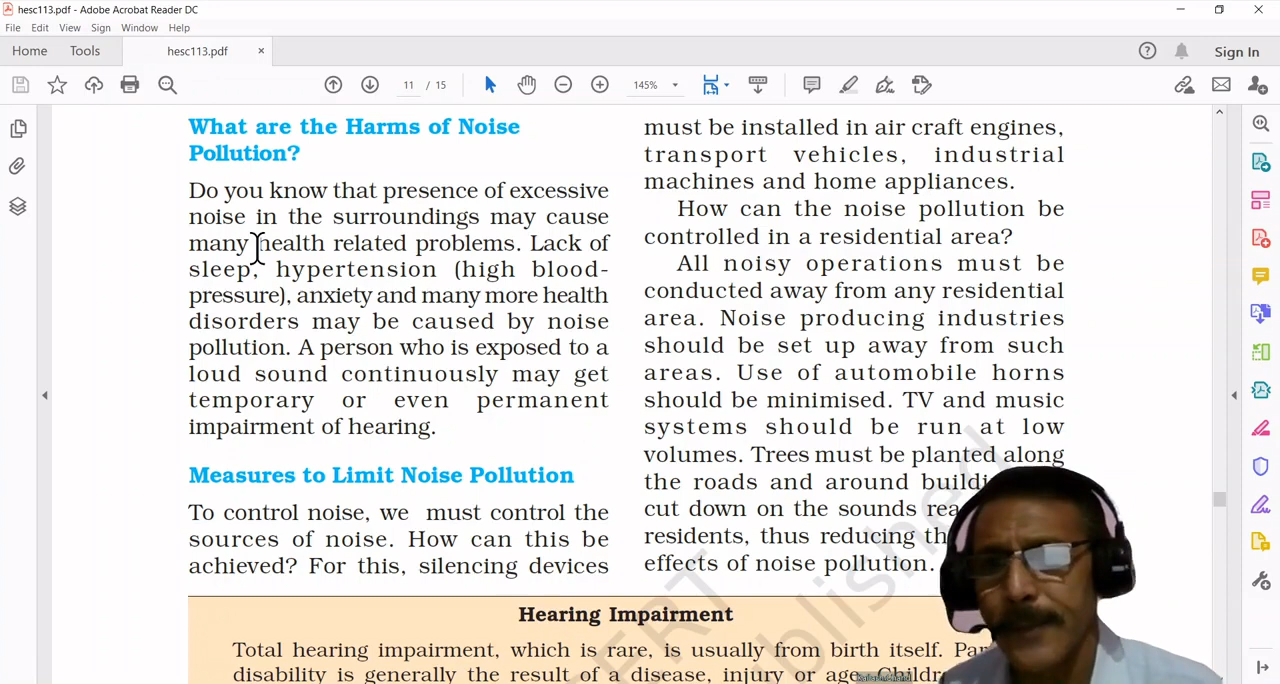 hesc113.pdf - Adobe Acrobat Reader DC
File Edit View Sign Window Help
Home Tools hesc113.pdf × Sign In
11 / 15 145%
What are the Harms of Noise
Pollution?
Do you know that presence of excessive
noise in the surroundings may cause
many health related problems. Lack of
sleep, hypertension (high blood-
pressure), anxiety and many more health
disorders may be caused by noise
pollution. A person who is exposed to a
loud sound continuously may get
temporary or even permanent
impairment of hearing.
Measures to Limit Noise Pollution
To control noise, we must control the
sources of noise. How can this be
achieved? For this, silencing devices
must be installed in air craft engines,
transport vehicles, industrial
machines and home appliances.
How can the noise pollution be
controlled in a residential area?
All noisy operations must be
conducted away from any residential
area. Noise producing industries
should be set up away from such
areas. Use of automobile horns
should be minimised. TV and music
systems should be run at low
volumes. Trees must be planted along
the roads and around
cut down on the sounds
residents, thus reducing
effects of noise pollution.
Hearing Impairment
Total hearing impairment, which is rare, is usually from birth itself.
disability is generally the result of a disease, injury or age.